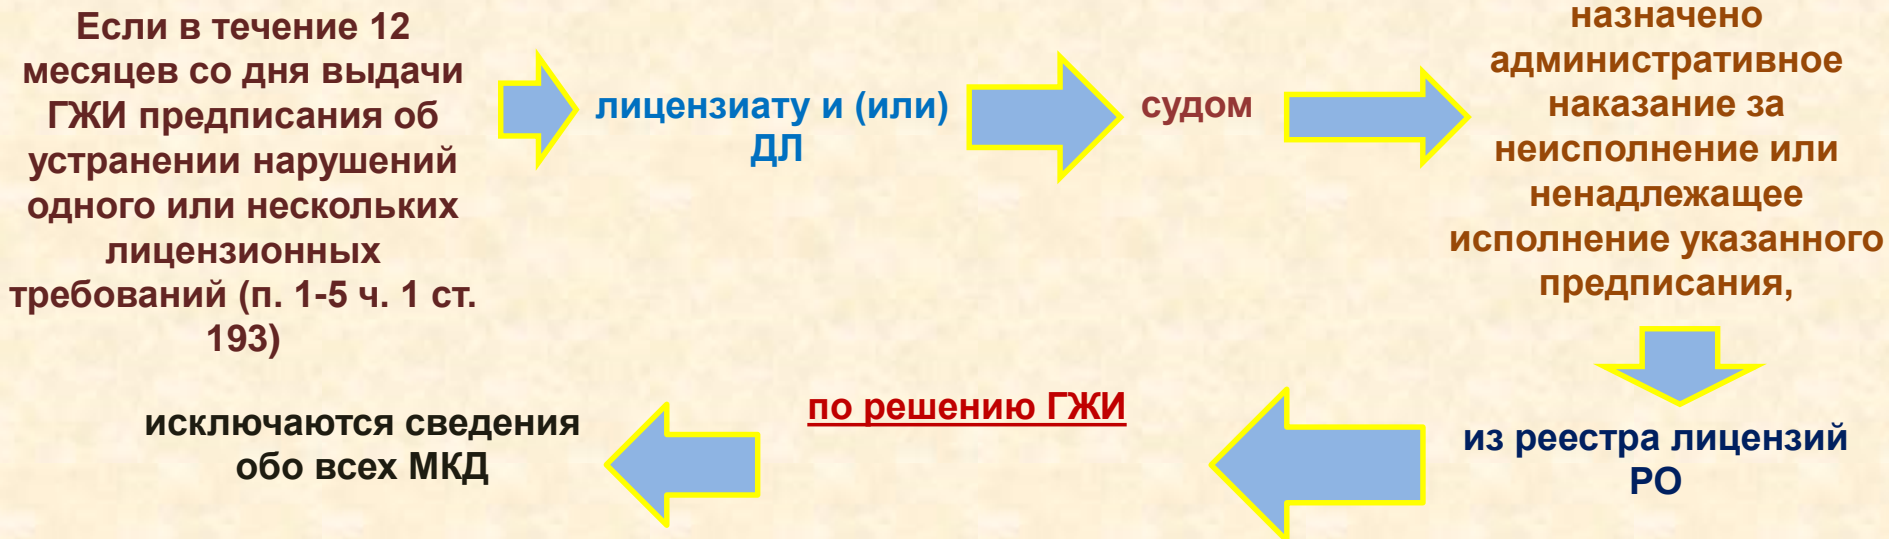 Если в течение 12
месяцев со дня выдачи
ГЖИ предписания об
устранении нарушений
одного или нескольких
лицензионных
требований (п. 1-5 ч. 1 ст.
193)
лицензиату и (или)
ДЛ
судом
назначено
административное
наказание за
неисполнение или
ненадлежащее
исполнение указанного
предписания,
из реестра лицензий
РО
по решению ГЖИ
исключаются сведения
обо всех МКД